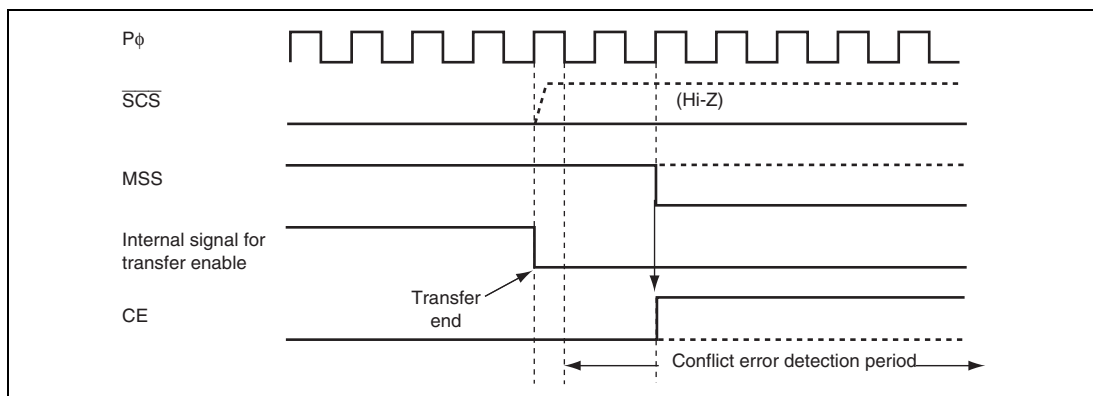 Pϕ
SCS
(Hi-Z)
MSS
Internal signal for
transfer enable
Transfer
end
CE
Conflict error detection period